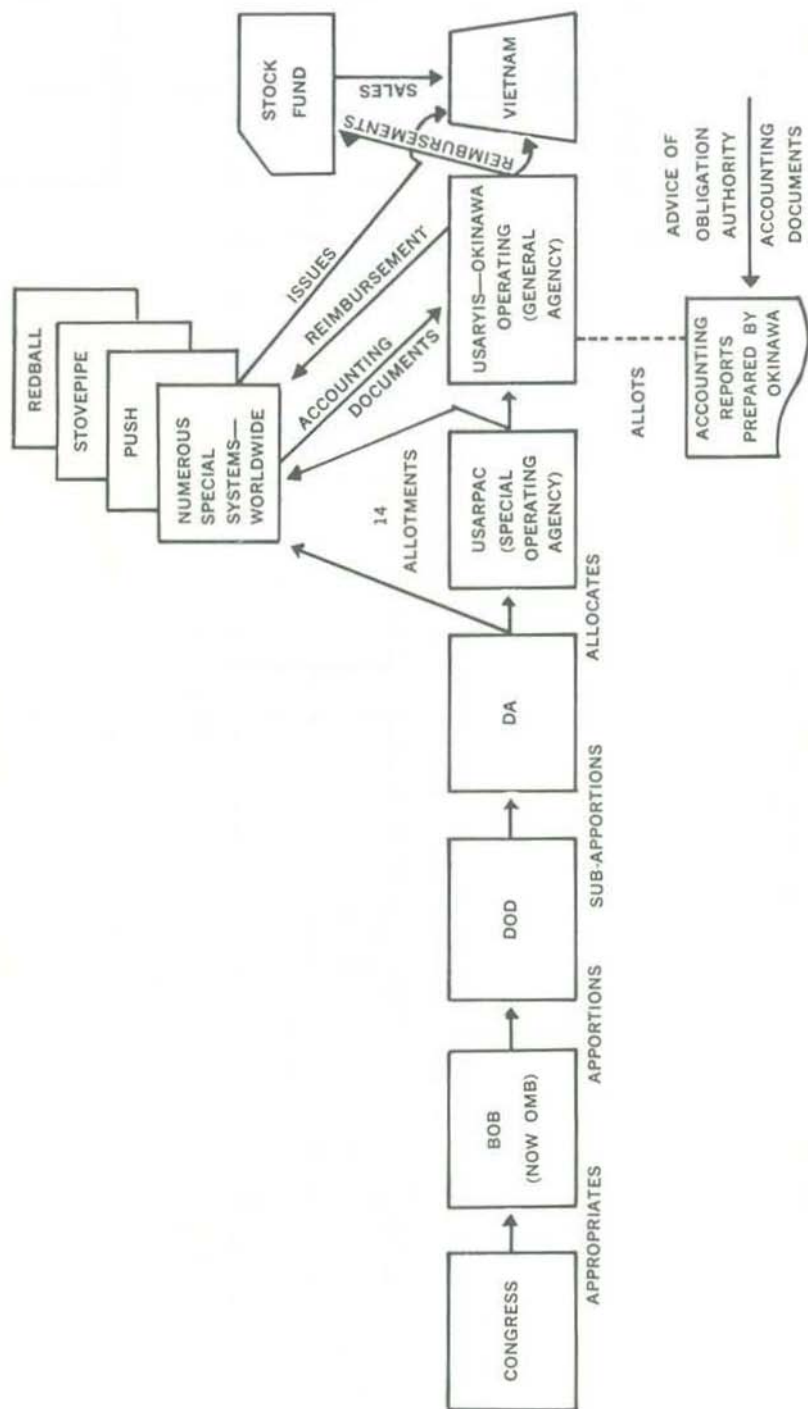 REDBALL
STOVEPIPE
PUSH
NUMEROUS
SPECIAL
SYSTEMS—
WORLDWIDE
STOCK
FUND
SALES
REIMBURSEMENTS
ISSUES
REIMBURSEMENT
ACCOUNTING
DOCUMENTS
14
ALLOTMENTS
CONGRESS
BOB
(NOW OMB)
DOD
DA
USARPAC
(SPECIAL
OPERATING
AGENCY)
USARYIS—OKINAWA
OPERATING
(GENERAL
AGENCY)
VIETNAM
APPROPRIATES
APPORTIONS
SUB-APPORTIONS
ALLOCATES
ALLOTS
ACCOUNTING
REPORTS
PREPARED BY
OKINAWA
ADVICE OF
OBLIGATION
AUTHORITY
ACCOUNTING
DOCUMENTS